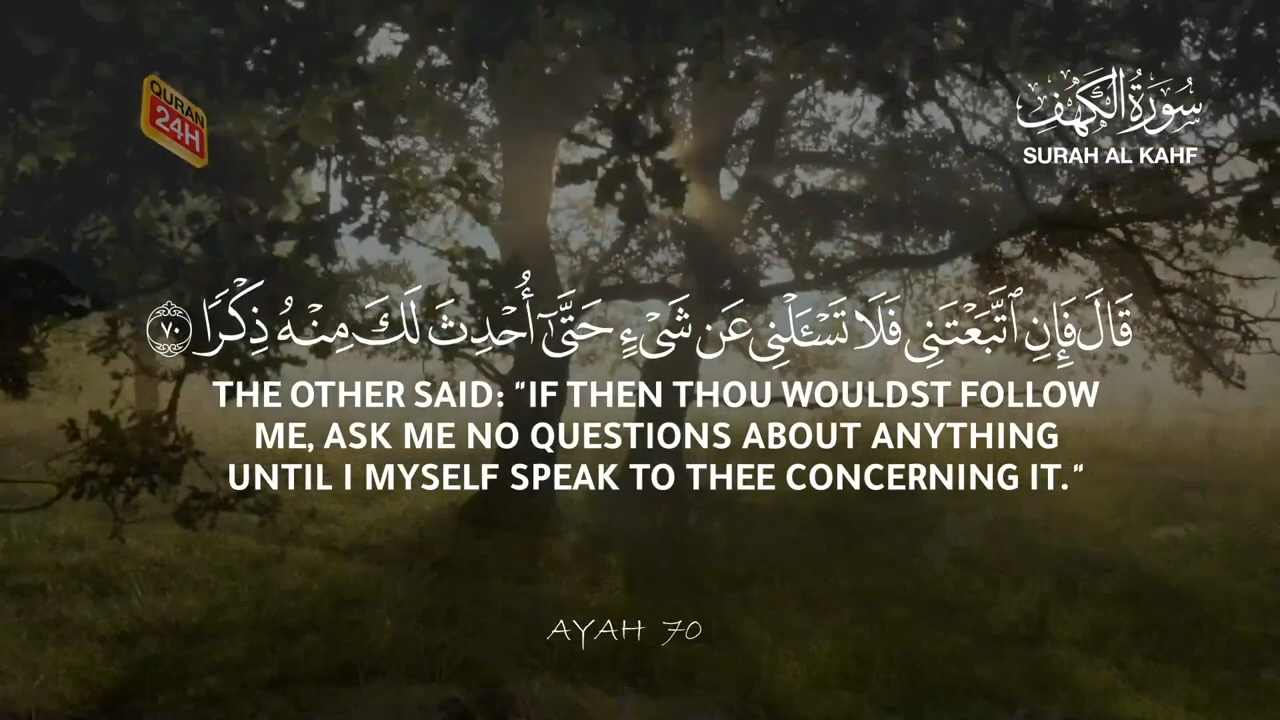 QURAN
24H
سُورَةُ الكَهْفِ
SURAH AL KAHF
قَالَ فَإِنِ ٱتَّبَعْتَنِى فَلَا تَسْـَٔلْنِى عَن شَىْءٍ حَتَّىٰٓ أُحْدِثَ لَكَ مِنْهُ ذِكْرًا ٧٠
THE OTHER SAID: "IF THEN THOU WOULDST FOLLOW
ME, ASK ME NO QUESTIONS ABOUT ANYTHING
UNTIL I MYSELF SPEAK TO THEE CONCERNING IT."
AYAH 70